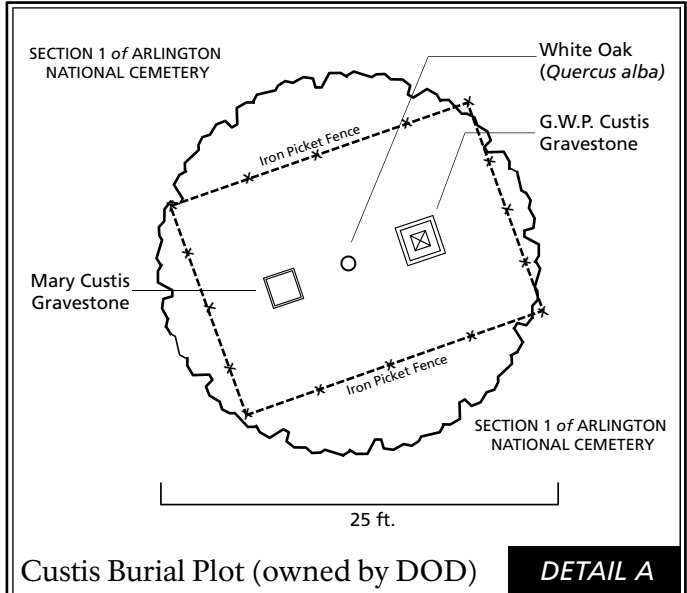 SECTION 1 of ARLINGTON
NATIONAL CEMETERY
White Oak
(Quercus alba)
G.W.P. Custis
Gravestone
Iron Picket Fence
Mary Custis
Gravestone
Iron Picket Fence
SECTION 1 of ARLINGTON
NATIONAL CEMETERY
25 ft.
Custis Burial Plot (owned by DOD)
DETAIL A